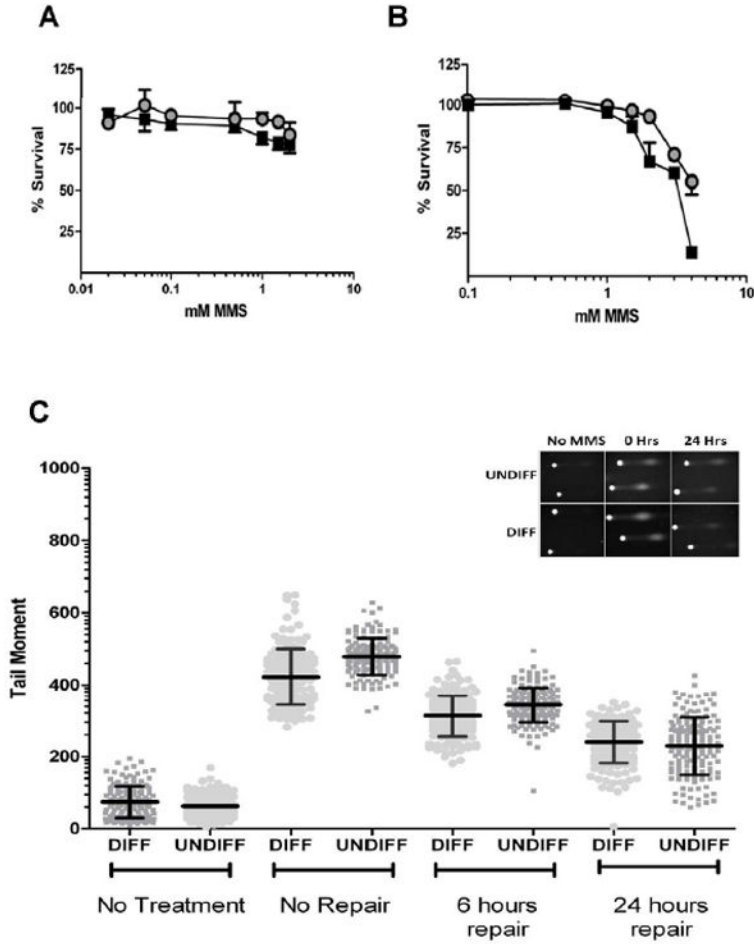 A
125
100
75
50
25
% Survival
0.01
0.1
1
10
mM MMS
B
125
100
75
50
25
% Survival
0.1
1
10
mM MMS
C
No MMS 0 Hrs 24 Hrs
UNDIFF
DIFF
1000
800
600
400
200
0
Tail Moment
DIFF UNDIFF DIFF UNDIFF DIFF UNDIFF DIFF UNDIFF
No Treatment No Repair 6 hours repair 24 hours repair